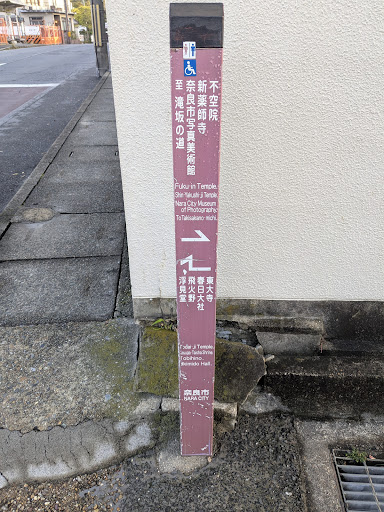 不空院
新薬師寺
奈良市写真美術館
至 滝坂の道
Fuku in Temple.
Shin-Yakushi-ji Temple
Nara City Museum
of Photography.
To Takisakano-michi.
東大寺
春日大社
飛火野
浮見堂
Todai-ji Temple.
Kasuga-Taisha Shrine
Tobihino.
Ukimido Hall.
奈良市
NARA CITY